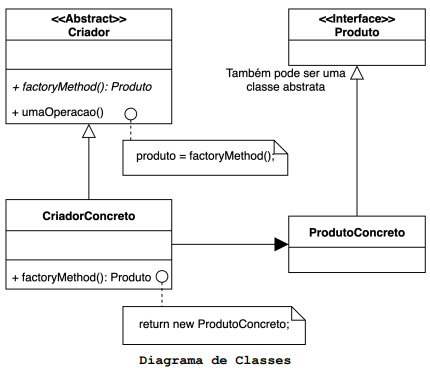 <<Abstract>>
Criador
+ factoryMethod(): Produto
+ umaOperacao()
produto = factoryMethod();
<<Interface>>
Produto
Também pode ser uma
classe abstrata
CriadorConcreto
+ factoryMethod(): Produto
return new ProdutoConcreto;
ProdutoConcreto
Diagrama de Classes